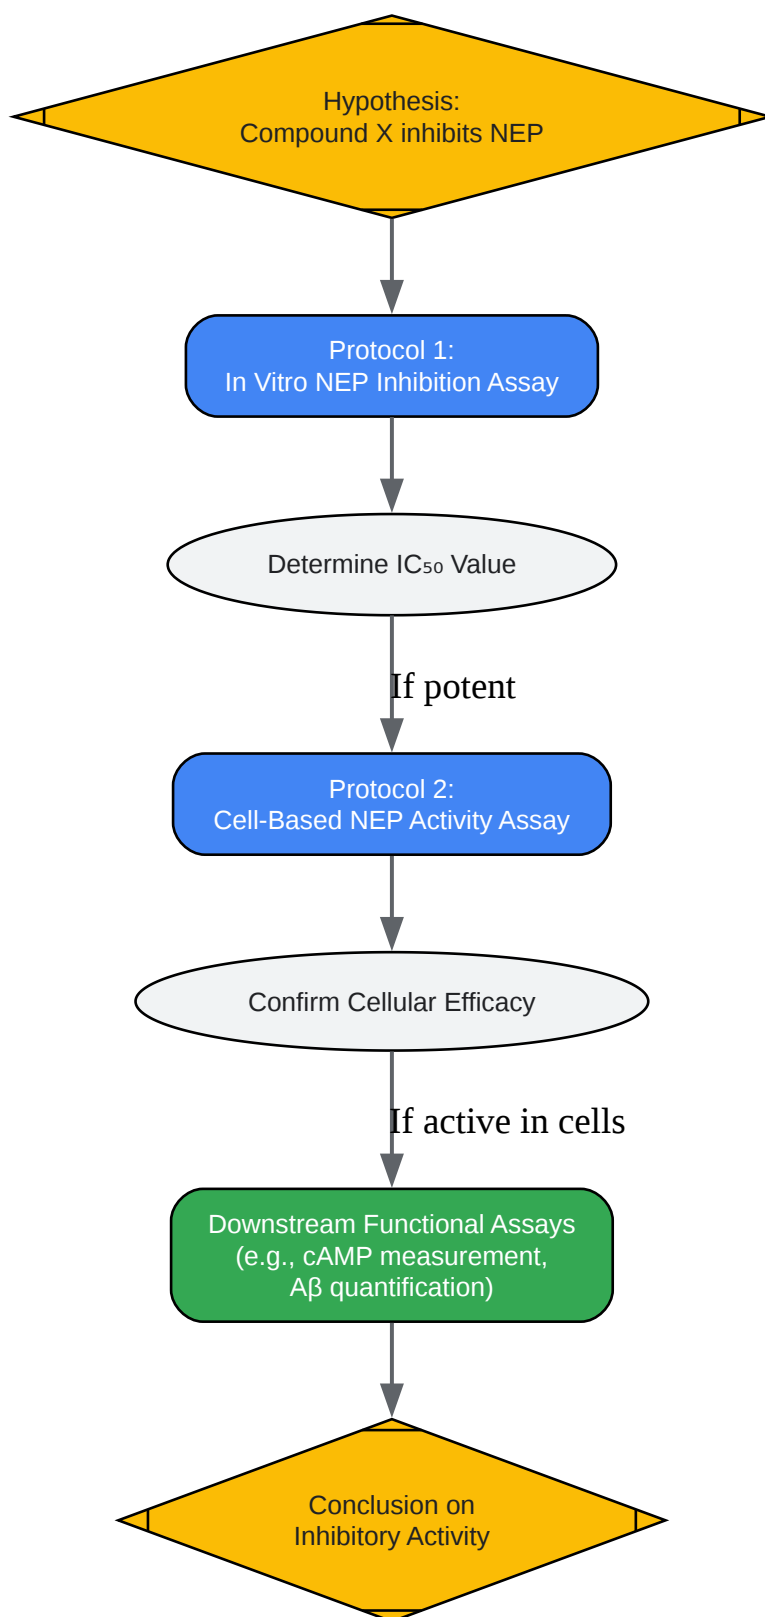 Hypothesis:
Compound X inhibits NEP
Protocol 1:
In Vitro NEP Inhibition Assay
Determine IC₅₀ Value
If potent
Protocol 2:
Cell-Based NEP Activity Assay
Confirm Cellular Efficacy
If active in cells
Downstream Functional Assays
(e.g., cAMP measurement,
Aβ quantification)
Conclusion on
Inhibitory Activity